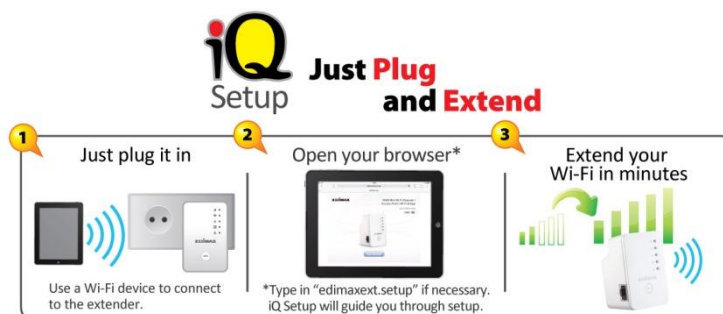 iQ
Setup
Just Plug
and Extend
1
Just plug it in
EDIMAX
Use a Wi-Fi device to connect
to the extender.
2
Open your browser*
EDIMAX
*Type in "edimaxext.setup" if necessary.
iQ Setup will guide you through setup.
3
Extend your
Wi-Fi in minutes